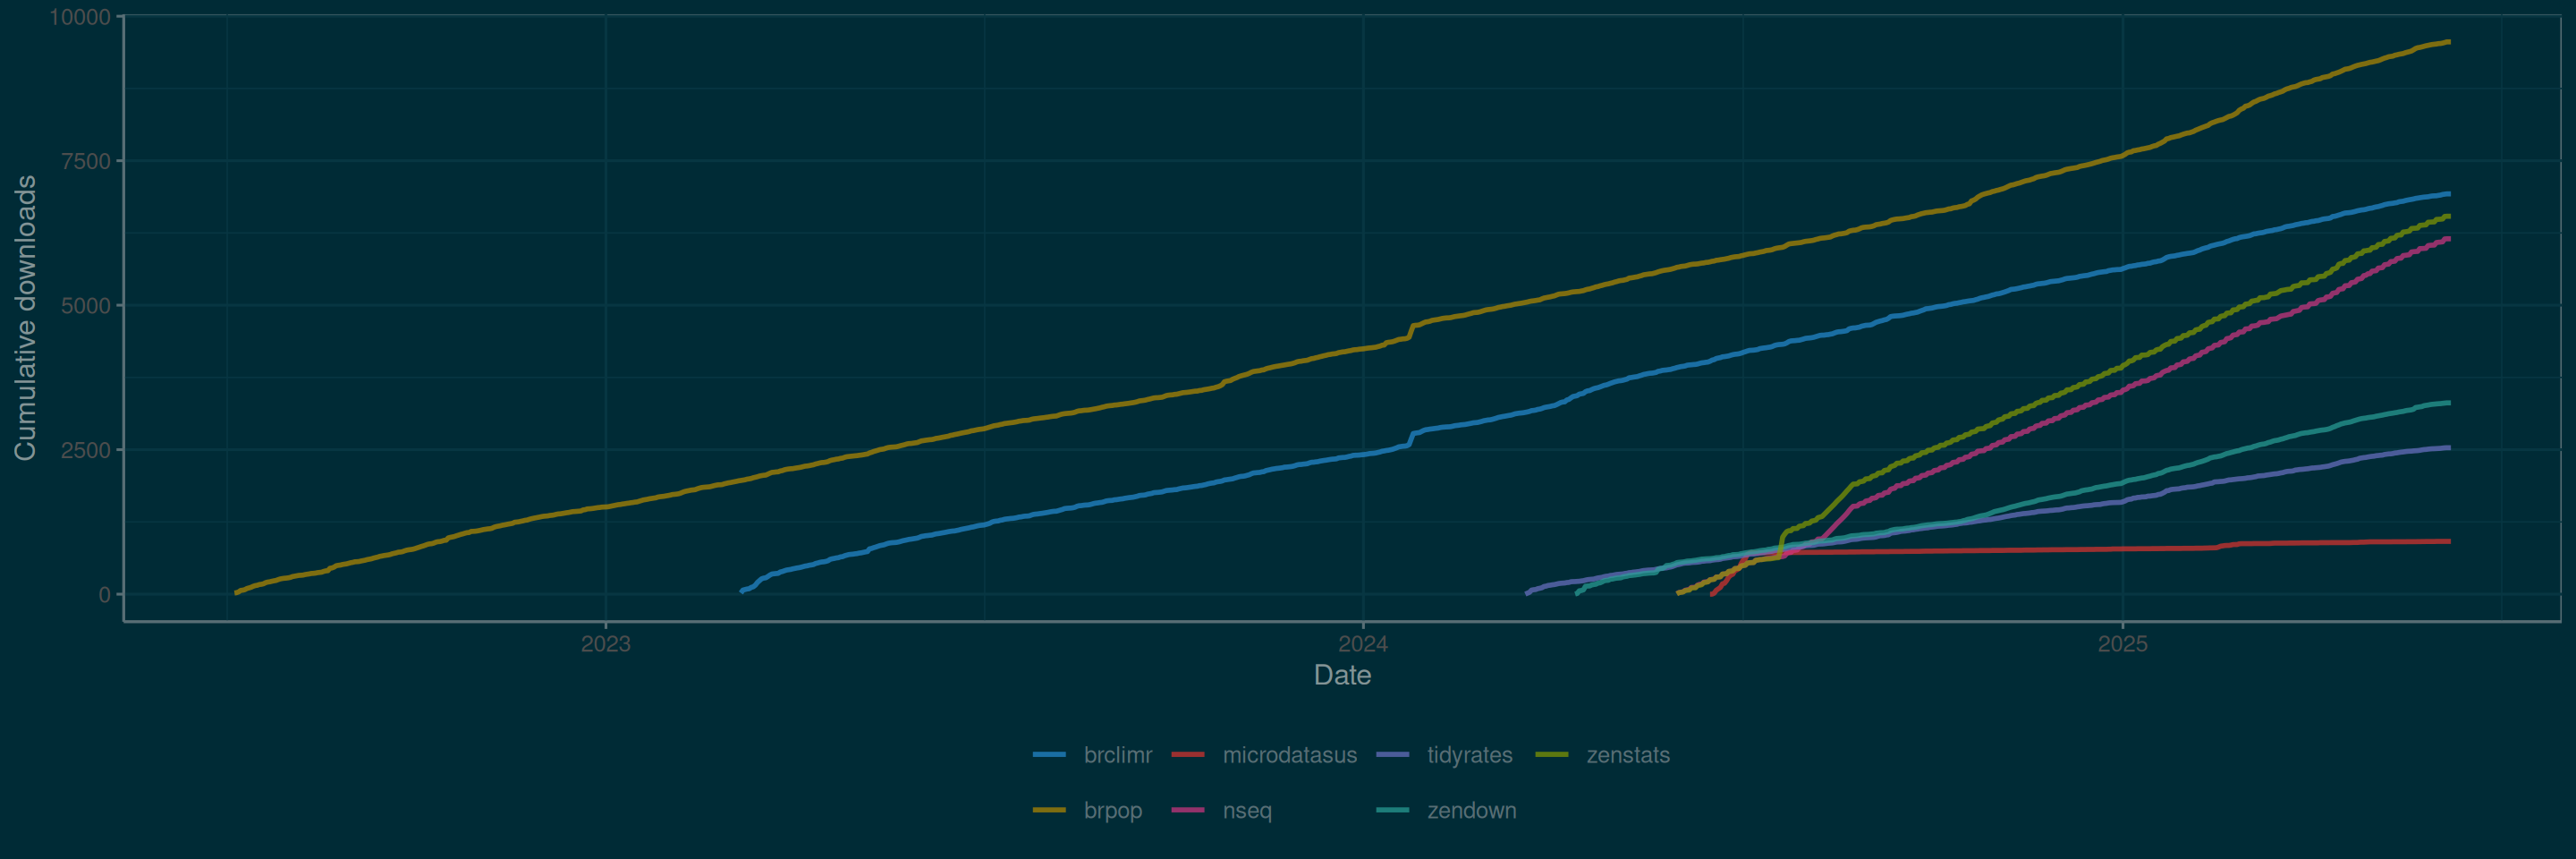 10000
7500
5000
2500
0
Cumulative downloads
2023 2024 2025
Date
brclimr microdatasus tidyrates zenstats
brpop nseq zendown